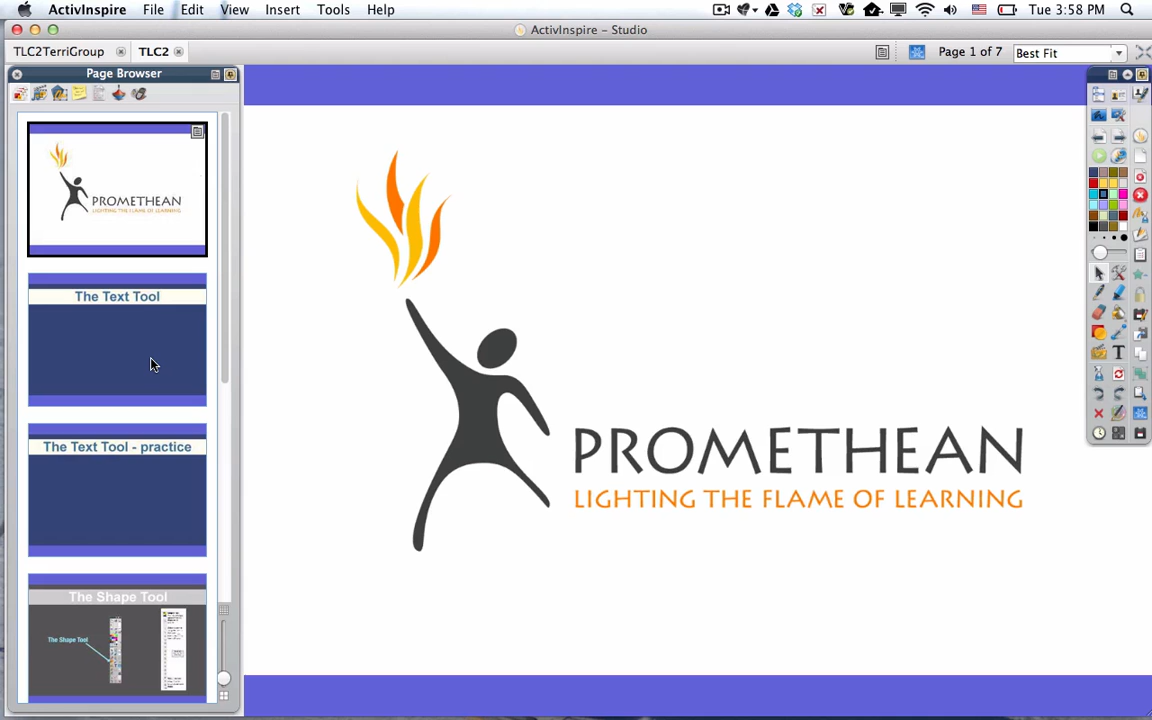 ActivInspire File Edit View Insert Tools Help Tue 3:58 PM
ActivInspire – Studio
TLC2TerriGroup TLC2 Page 1 of 7 Best Fit
Page Browser
PROMETHEAN
LIGHTING THE FLAME OF LEARNING
The Text Tool
The Text Tool - practice
The Shape Tool
The Shape Tool
PROMETHEAN
LIGHTING THE FLAME OF LEARNING